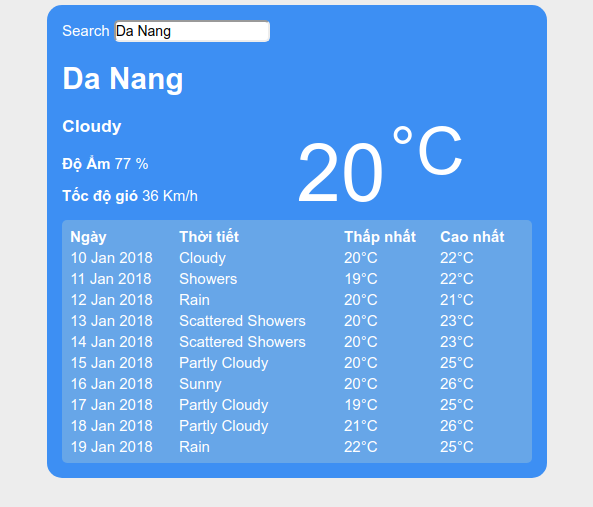 Search Da Nang
Da Nang
Cloudy
20°C
Độ Ẩm 77 %
Tốc độ gió 36 Km/h
Ngày Thời tiết Thấp nhất Cao nhất
10 Jan 2018 Cloudy 20°C 22°C
11 Jan 2018 Showers 19°C 22°C
12 Jan 2018 Rain 20°C 21°C
13 Jan 2018 Scattered Showers 20°C 23°C
14 Jan 2018 Scattered Showers 20°C 23°C
15 Jan 2018 Partly Cloudy 20°C 25°C
16 Jan 2018 Sunny 20°C 26°C
17 Jan 2018 Partly Cloudy 19°C 25°C
18 Jan 2018 Partly Cloudy 21°C 26°C
19 Jan 2018 Rain 22°C 25°C